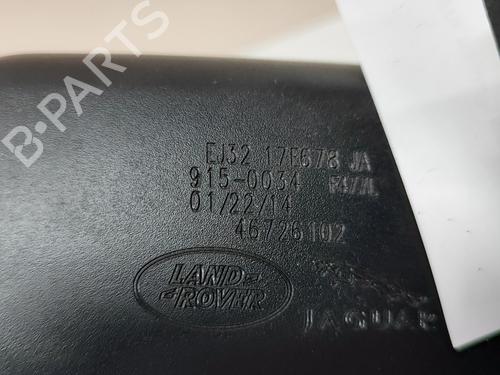 B-PARTS
EJ32 17E678 JA
915-0034
01/22/14
46726102
LAND-
-ROVER
JAGUAR